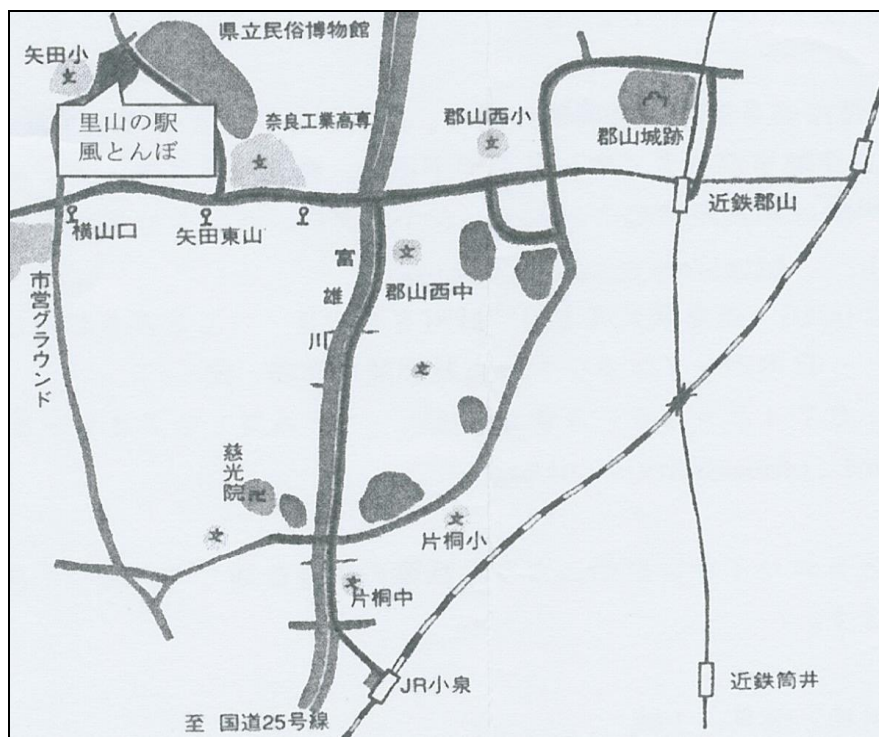 県立民俗博物館
矢田小
里山の駅
風とんぼ
奈良工業高専
郡山西小
郡山城跡
近鉄郡山
横山口
矢田東山
富雄川
郡山西中
市営グラウンド
慈光院
片桐小
片桐中
JR小泉
近鉄筒井
至 国道25号線